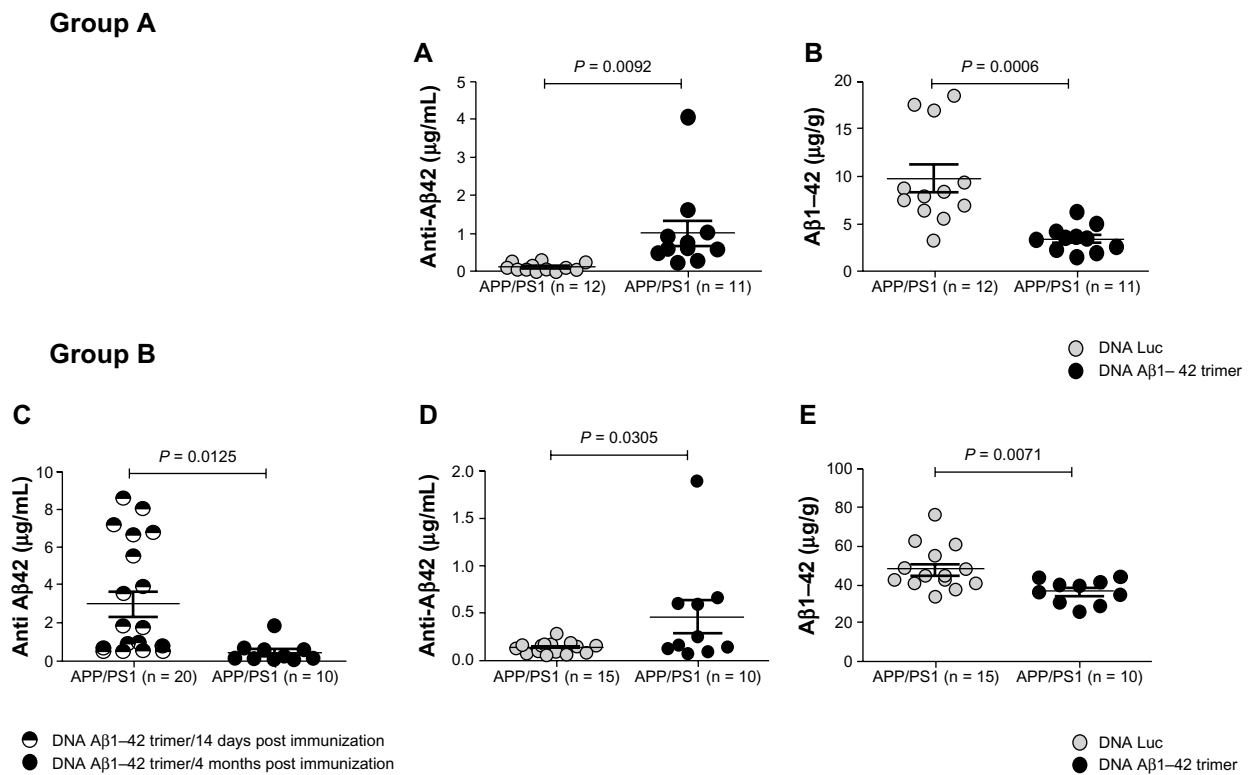 Group A
A
P = 0.0092
Anti-Aβ42 (μg/mL)
5
4
3
2
1
0
APP/PS1 (n = 12)
APP/PS1 (n = 11)
B
P = 0.0006
Aβ1–42 (μg/g)
20
15
10
5
0
APP/PS1 (n = 12)
APP/PS1 (n = 11)
DNA Luc
DNA Aβ1– 42 trimer
Group B
C
P = 0.0125
Anti Aβ42 (μg/mL)
10
8
6
4
2
0
APP/PS1 (n = 20)
APP/PS1 (n = 10)
DNA Aβ1–42 trimer/14 days post immunization
DNA Aβ1–42 trimer/4 months post immunization
D
P = 0.0305
Anti-Aβ42 (μg/mL)
2.0
1.5
1.0
0.5
0.0
APP/PS1 (n = 15)
APP/PS1 (n = 10)
E
P = 0.0071
Aβ1–42 (μg/g)
100
80
60
40
20
0
APP/PS1 (n = 15)
APP/PS1 (n = 10)
DNA Luc
DNA Aβ1–42 trimer